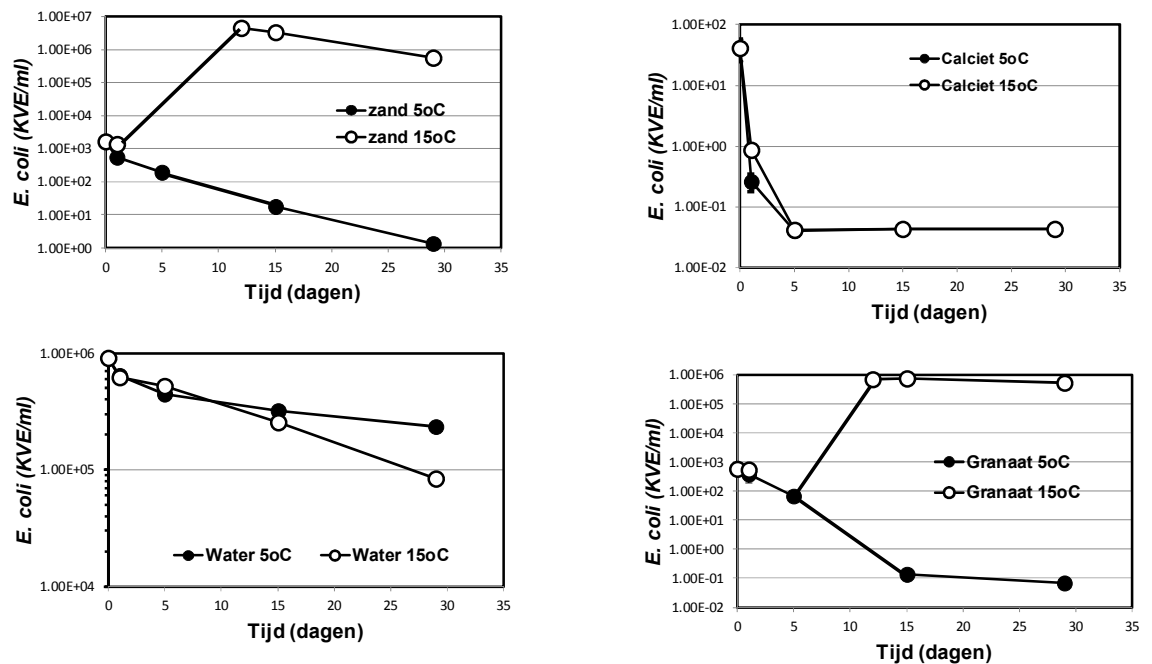 E. coli (KVE/ml)
1.00E+07
1.00E+06
1.00E+05
1.00E+04
1.00E+03
1.00E+02
1.00E+01
1.00E+00
zand 5oC
zand 15oC
0 5 10 15 20 25 30 35
Tijd (dagen)
E. coli (KVE/ml)
1.00E+02
1.00E+01
1.00E+00
1.00E-01
1.00E-02
Calciet 5oC
Calciet 15oC
0 5 10 15 20 25 30 35
Tijd (dagen)
E. coli (KVE/ml)
1.00E+06
1.00E+05
1.00E+04
Water 5oC Water 15oC
0 5 10 15 20 25 30 35
Tijd (dagen)
E. coli (KVE/ml)
1.00E+06
1.00E+05
1.00E+04
1.00E+03
1.00E+02
1.00E+01
1.00E+00
1.00E-01
1.00E-02
Granaat 5oC
Granaat 15oC
0 5 10 15 20 25 30 35
Tijd (dagen)